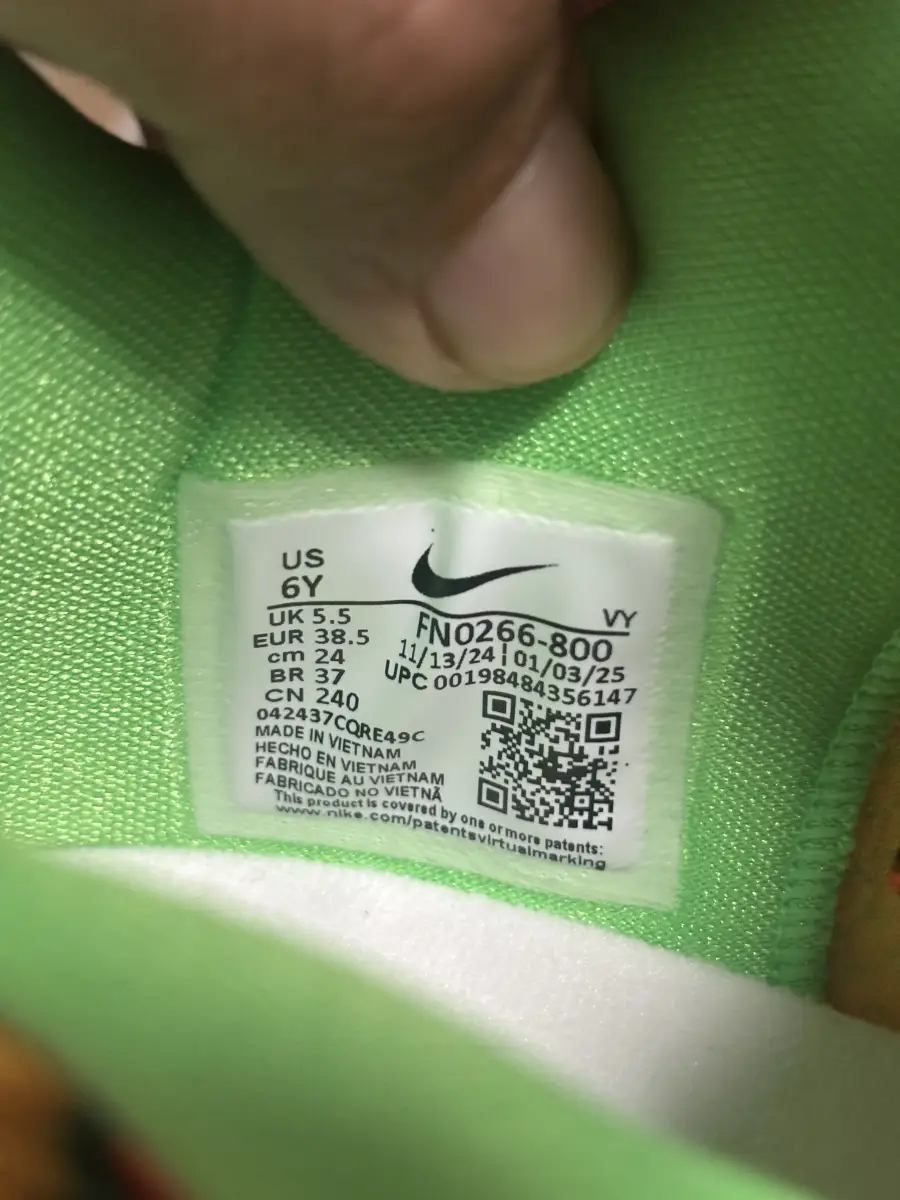 US
6Y
VY
UK 5.5
EUR 38.5
cm 24
BR 37
CN 240
FN0266-800
11/13/24 | 01/03/25
UPC 00198484356147
042437CQRE49C
MADE IN VIETNAM
HECHO EN VIETNAM
FABRIQUE AU VIETNAM
FABRICADO NO VIETNÃ
This product is covered by one or more patents:
www.nike.com/patentsvirtualmarking